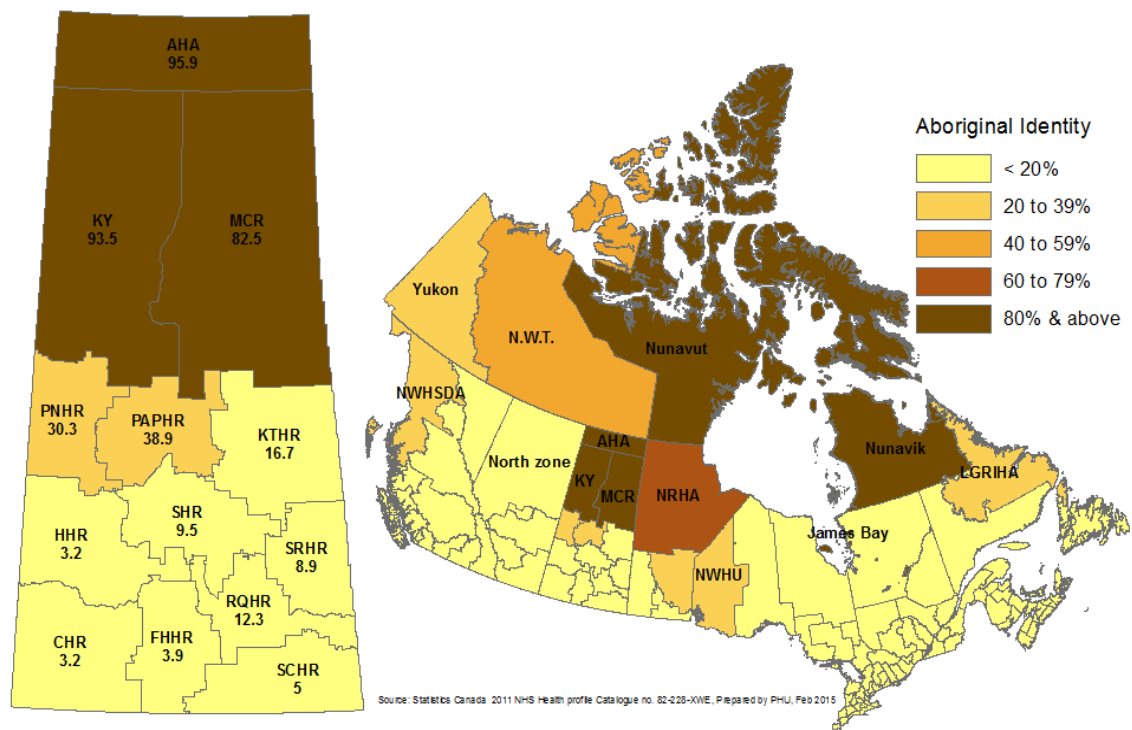 AHA
95.9
KY
93.5
MCR
82.5
PNHR
30.3
PAPHR
38.9
KTHR
16.7
HHR
3.2
SHR
9.5
SRHR
8.9
RQHR
12.3
CHR
3.2
FHHR
3.9
SCHR
5
Aboriginal Identity
< 20%
20 to 39%
40 to 59%
60 to 79%
80% & above
Yukon
N.W.T.
Nunavut
NWHSDA
North zone
AHA
KY
MCR
NRHA
Nunavik
LGRIHA
James Bay
NWHU
Source: Statistics Canada 2011 NHS Health profile Catalogue no. 82-228-XWE, Prepared by PHU, Feb 2015